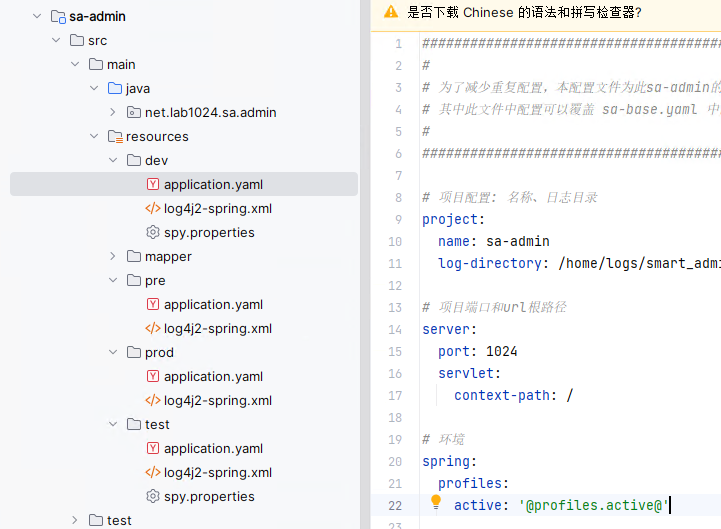 sa-admin
src
main
java
net.lab1024.sa.admin
resources
dev
application.yaml
log4j2-spring.xml
spy.properties
mapper
pre
application.yaml
log4j2-spring.xml
prod
application.yaml
log4j2-spring.xml
test
application.yaml
log4j2-spring.xml
spy.properties
test
是否下载 Chinese 的语法和拼写检查器?
1 ######################################
2 #
3 # 为了减少重复配置，本配置文件为此sa-admin的
4 # 其中此文件中配置可以覆盖 sa-base.yaml 中
5 #
6 ######################################
7
8 # 项目配置: 名称、日志目录
9 project:
10 name: sa-admin
11 log-directory: /home/logs/smart_admi
12
13 # 项目端口和url根路径
14 server:
15 port: 1024
16 servlet:
17 context-path: /
18
19 # 环境
20 spring:
21 profiles:
22 active: '@profiles.active@'
23